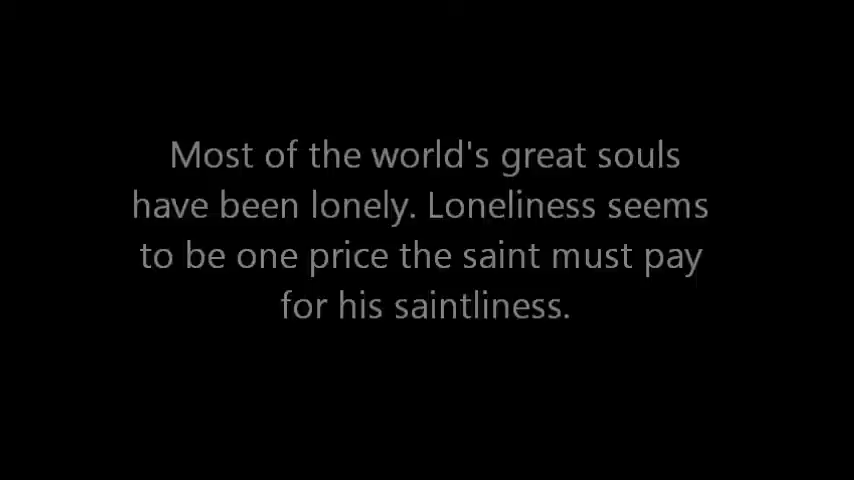 Most of the world's great souls
have been lonely. Loneliness seems
to be one price the saint must pay
for his saintliness.